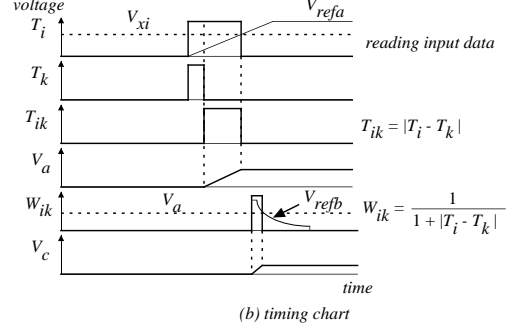 voltage
T_i V_xi V_refa
reading input data
T_k
T_ik T_ik = |T_i - T_k|
V_a
W_ik V_a V_refb W_ik = 1 / 1 + |T_i - T_k|
V_c
time
(b) timing chart